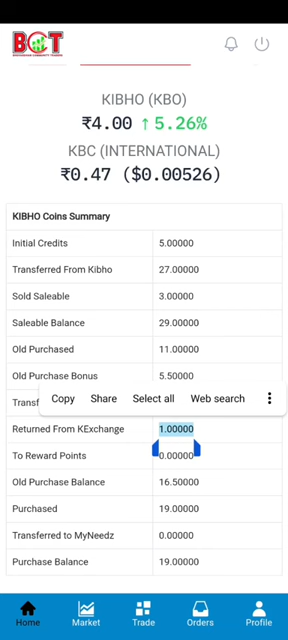 BCT
KIBHO (KBO)
₹4.00 ↑5.26%
KBC (INTERNATIONAL)
₹0.47 ($0.00526)
KIBHO Coins Summary
Initial Credits 5.00000
Transferred From Kibho 27.00000
Sold Saleable 3.00000
Saleable Balance 29.00000
Old Purchased 11.00000
Old Purchase Bonus 5.50000
Transf
Copy Share Select all Web search
Returned From KExchange 1.00000
To Reward Points 0.00000
Old Purchase Balance 16.50000
Purchased 19.00000
Transferred to MyNeedz 0.00000
Purchase Balance 19.00000
Home Market Trade Orders Profile